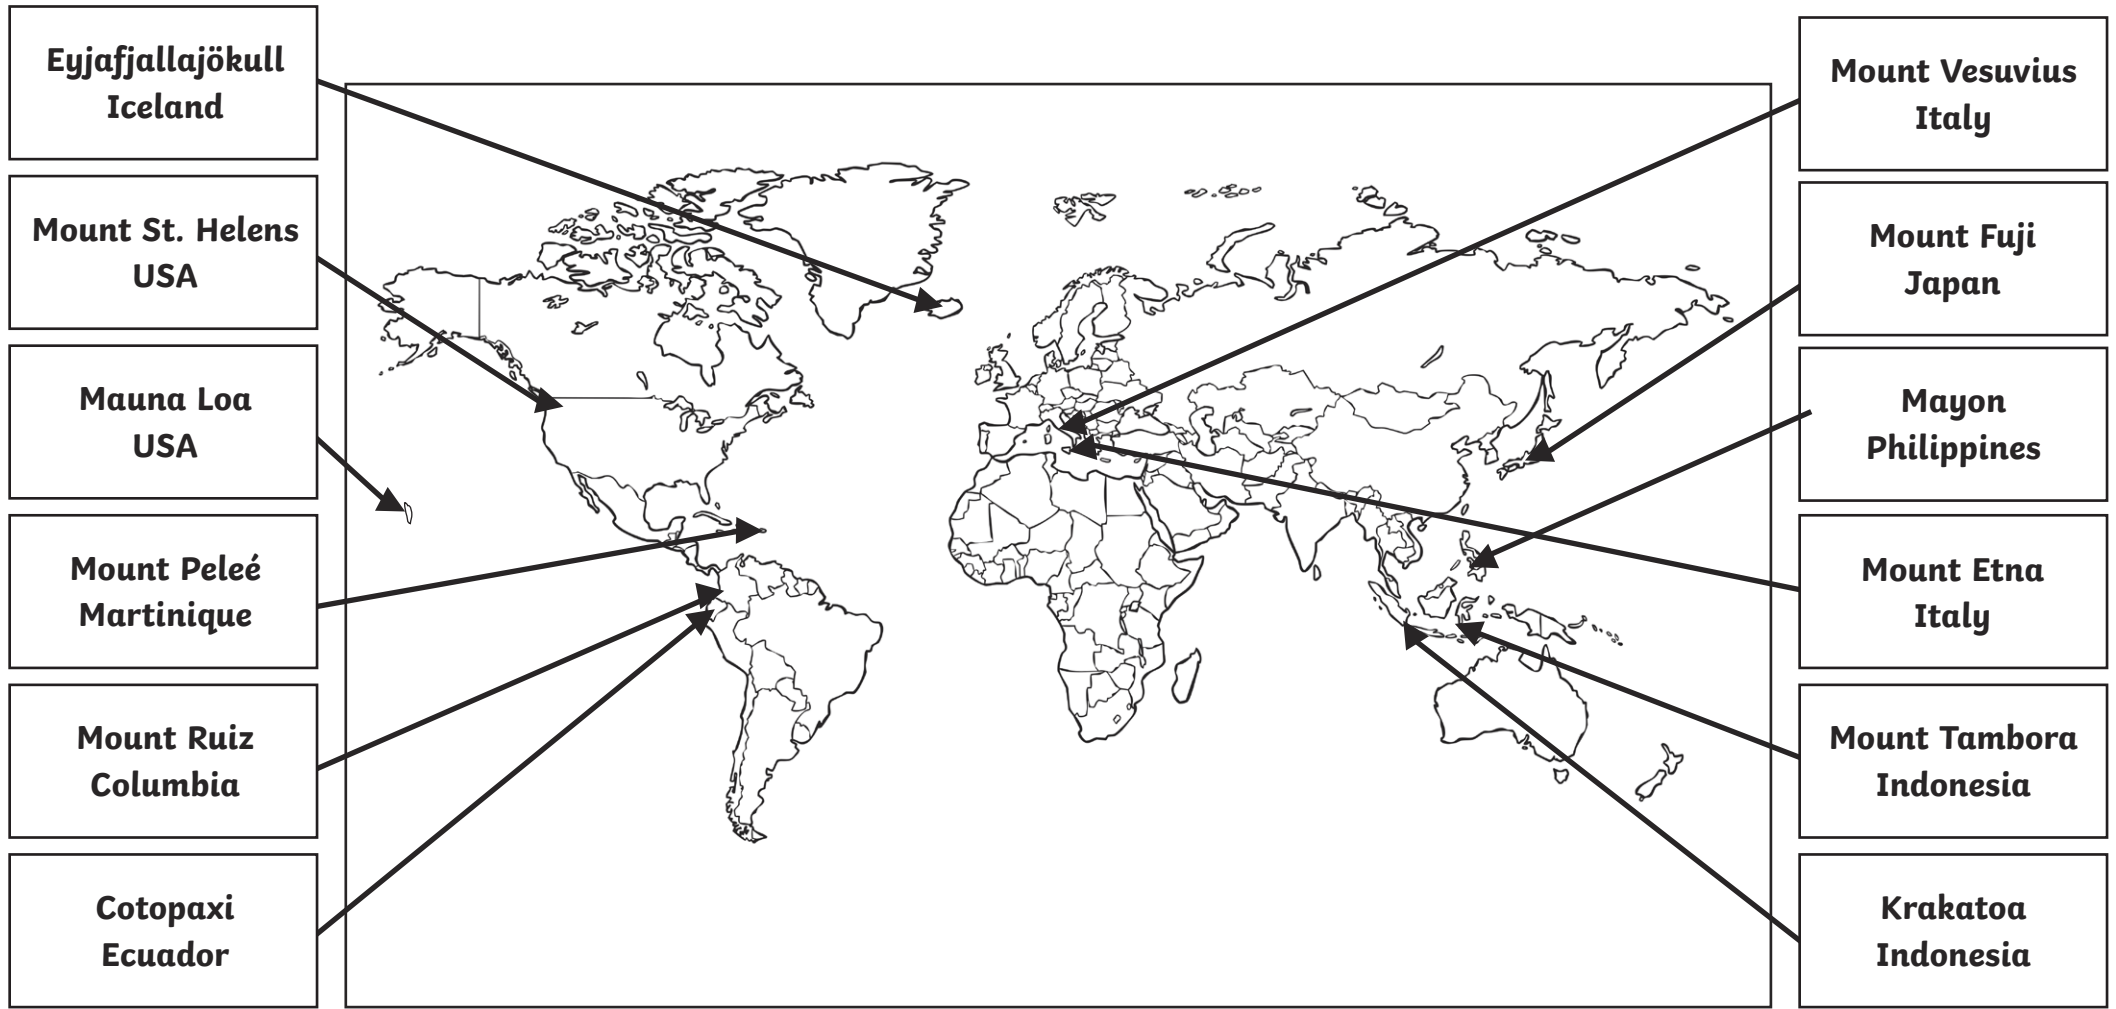 Eyjafjallajökull
Iceland
Mount St. Helens
USA
Mauna Loa
USA
Mount Peleé
Martinique
Mount Ruiz
Columbia
Cotopaxi
Ecuador
Mount Vesuvius
Italy
Mount Fuji
Japan
Mayon
Philippines
Mount Etna
Italy
Mount Tambora
Indonesia
Krakatoa
Indonesia